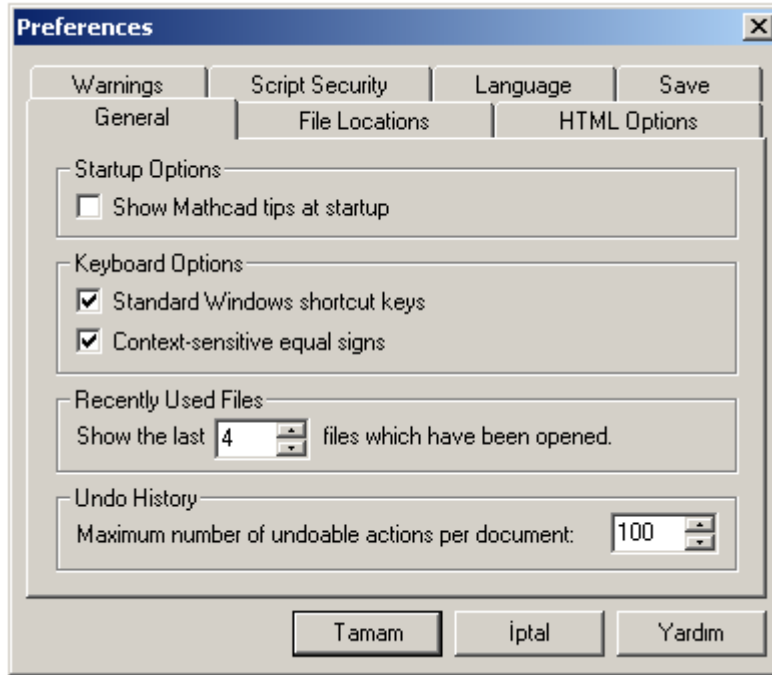 Preferences
Warnings Script Security Language Save
General File Locations HTML Options
Startup Options
Show Mathcad tips at startup
Keyboard Options
Standard Windows shortcut keys
Context-sensitive equal signs
Recently Used Files
Show the last 4 files which have been opened.
Undo History
Maximum number of undoable actions per document: 100
Tamam İptal Yardım